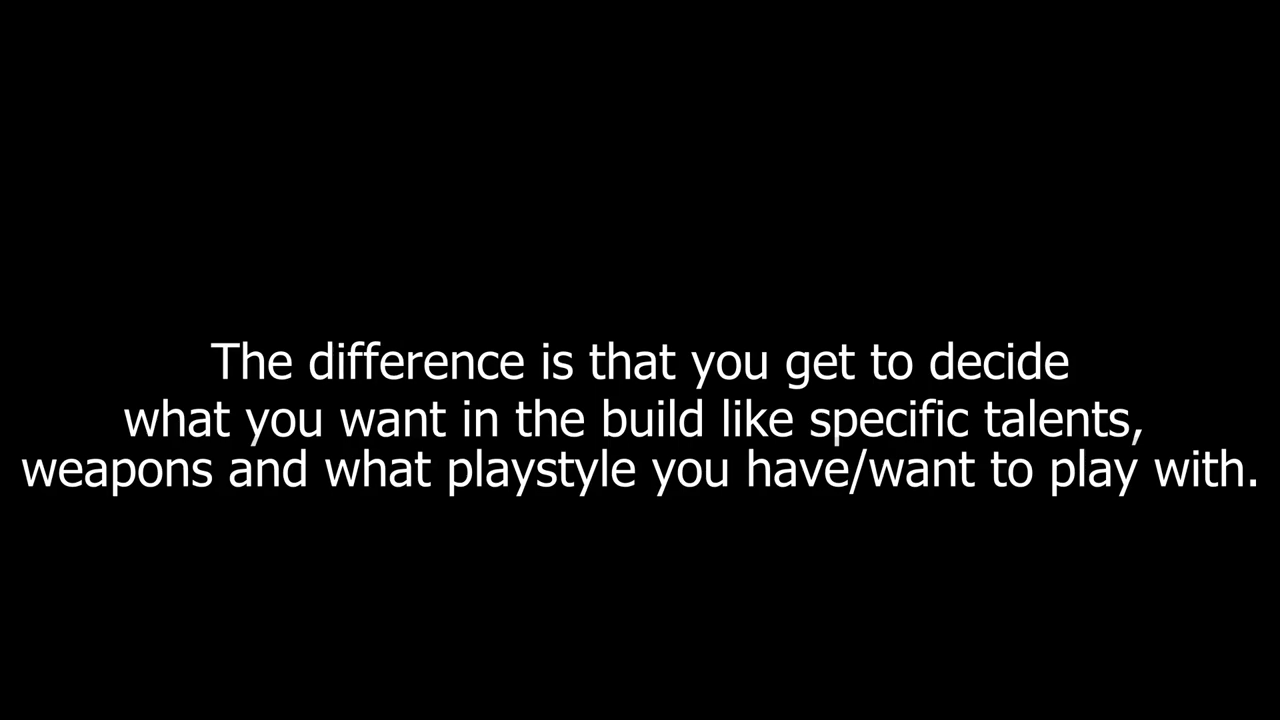 The difference is that you get to decide
what you want in the build like specific talents,
weapons and what playstyle you have/want to play with.